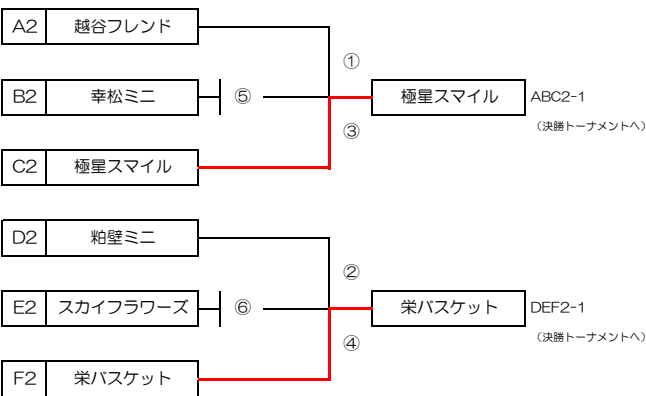 A2 越谷フレンド
①
B2 幸松ミニ ⑤ 極星スマイル ABC2-1
(決勝トーナメントへ)
③
C2 極星スマイル
D2 粕壁ミニ
②
E2 スカイフラワーズ ⑥ 栄バスケット DEF2-1
(決勝トーナメントへ)
④
F2 栄バスケット